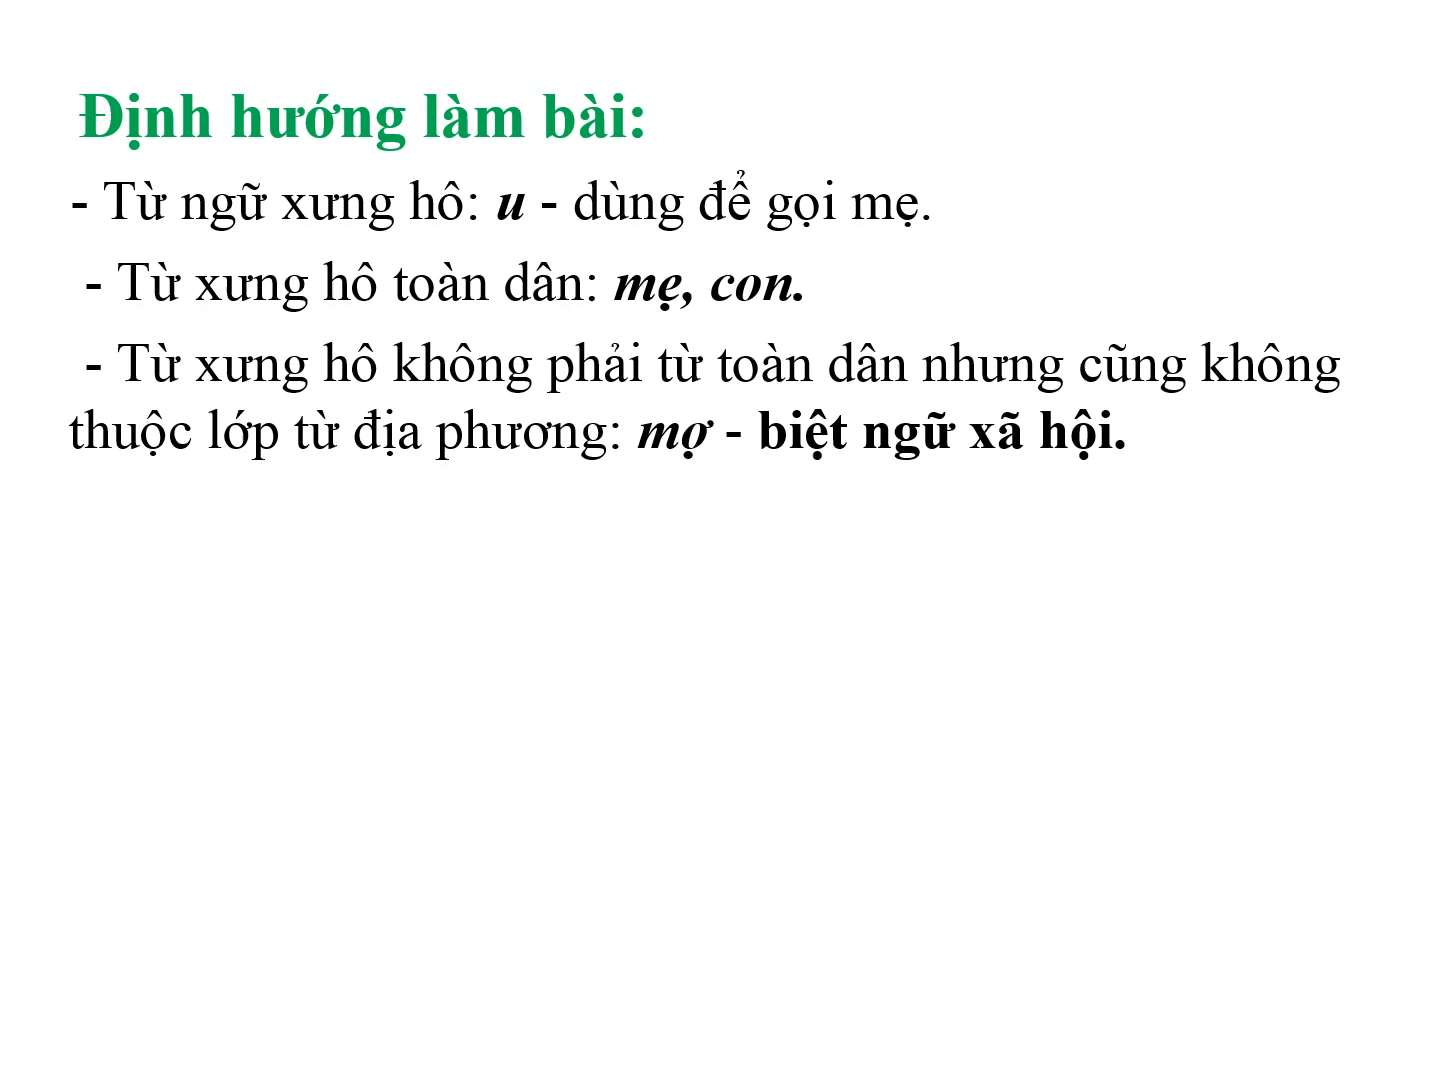 Định hướng làm bài:
- Từ ngữ xưng hô: u - dùng để gọi mẹ.
- Từ xưng hô toàn dân: mẹ, con.
- Từ xưng hô không phải từ toàn dân nhưng cũng không
thuộc lớp từ địa phương: mợ - biệt ngữ xã hội.